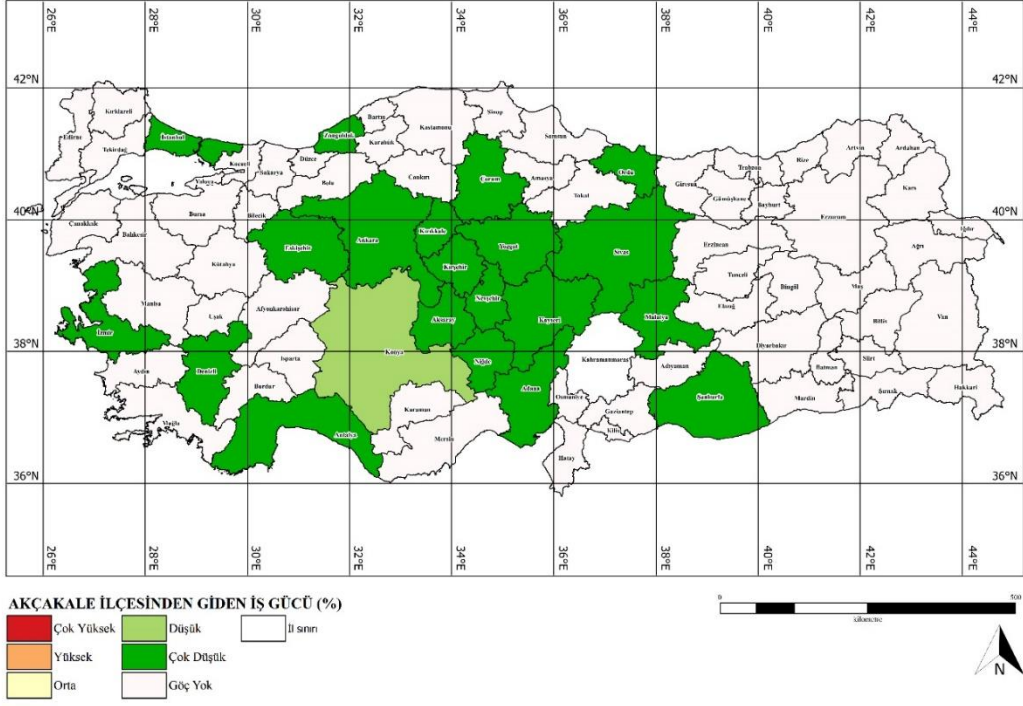 26°E 28°E 30°E 32°E 34°E 36°E 38°E 40°E 42°E 44°E
42°N 42°N
Kırklareli
Edirne
Tekirdağ
İstanbul
Kocaeli
Yalova
Sakarya
Düzce
Zonguldak
Bartın
Karabük
Kastamonu
Sinop
Samsun
Bolu
Çankırı
Çorum
Amasya
Tokat
Ordu
Giresun
Trabzon
Gümüşhane
Bayburt
Rize
Artvin
Ardahan
Kars
40°N 40°N
Çanakkale
Balıkesir
Bursa
Bilecik
Eskişehir
Ankara
Kırıkkale
Kırşehir
Yozgat
Sivas
Erzincan
Erzurum
Iğdır
Ağrı
Kütahya
Manisa
Uşak
Afyonkarahisar
Nevşehir
Aksaray
Kayseri
Malatya
Tunceli
Elazığ
Bingöl
Muş
Bitlis
Van
İzmir
38°N 38°N
Aydın
Denizli
Isparta
Burdur
Konya
Niğde
Adana
Kahramanmaraş
Adıyaman
Diyarbakır
Batman
Siirt
Şırnak
Hakkari
Mardin
Şanlıurfa
Muğla
Antalya
Karaman
Mersin
Osmaniye
Gaziantep
Kilis
Hatay
36°N 36°N
26°E 28°E 30°E 32°E 34°E 36°E 38°E 40°E 42°E 44°E
AKÇAKALE İLÇESİNDEN GİDEN İŞ GÜCÜ (%)
Çok Yüksek Düşük İl sınırı
Yüksek Çok Düşük
Orta Göç Yok
0 500
kilometre
N